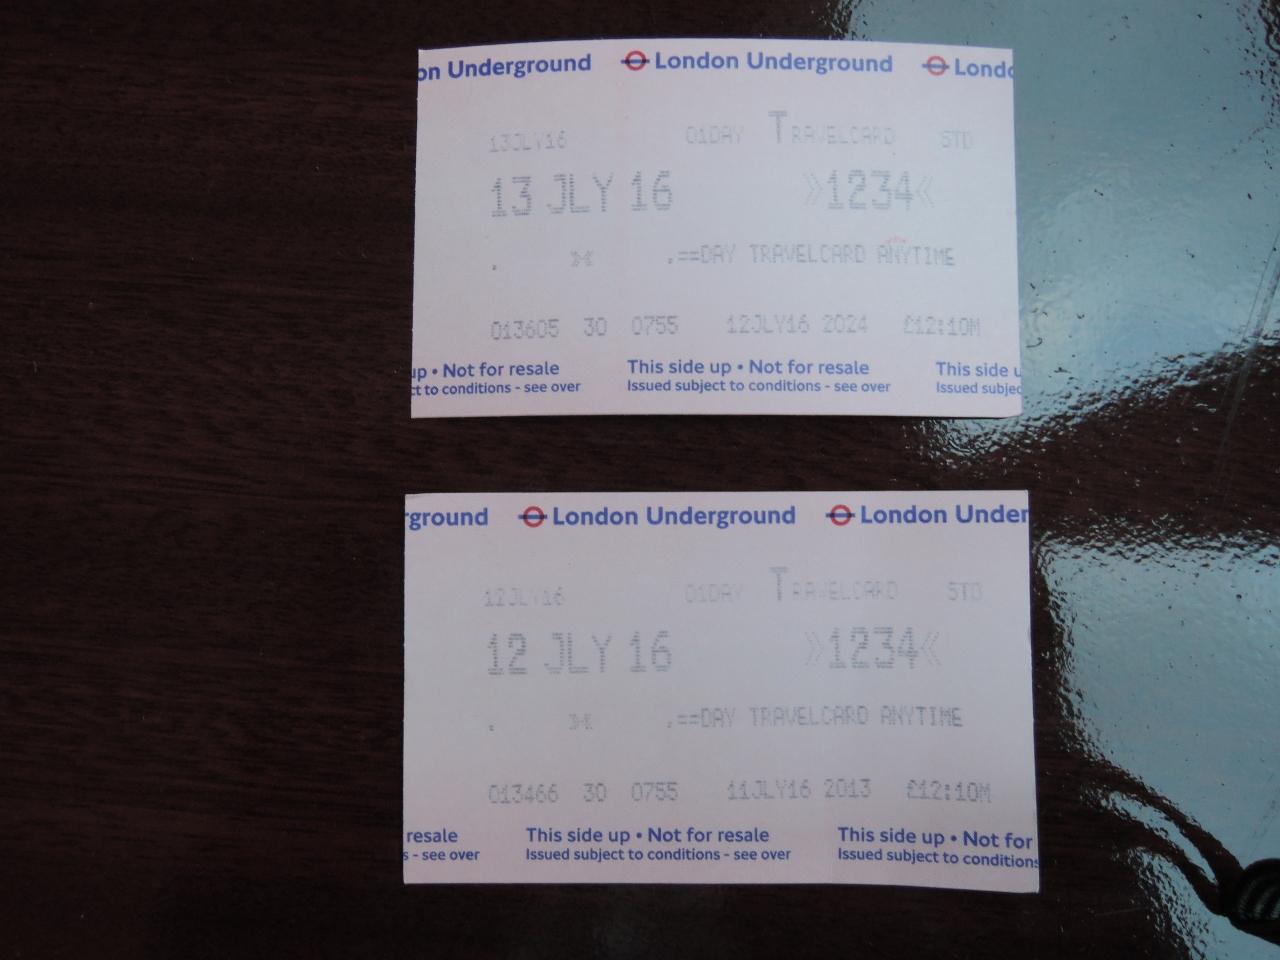 on Underground London Underground Londo
13JLY16 01DAY TRAVELCARD STD
13 JLY 16 »1234«
. .==DAY TRAVELCARD ANYTIME
013605 30 0755 12JLY16 2024 £12:10M
up • Not for resale This side up • Not for resale This side u
ct to conditions - see over Issued subject to conditions - see over Issued subjec
rground London Underground London Under
12JLY16 01DAY TRAVELCARD STD
12 JLY 16 »1234«
. .==DAY TRAVELCARD ANYTIME
013466 30 0755 11JLY16 2013 £12:10M
resale This side up • Not for resale This side up • Not for
s - see over Issued subject to conditions - see over Issued subject to conditions